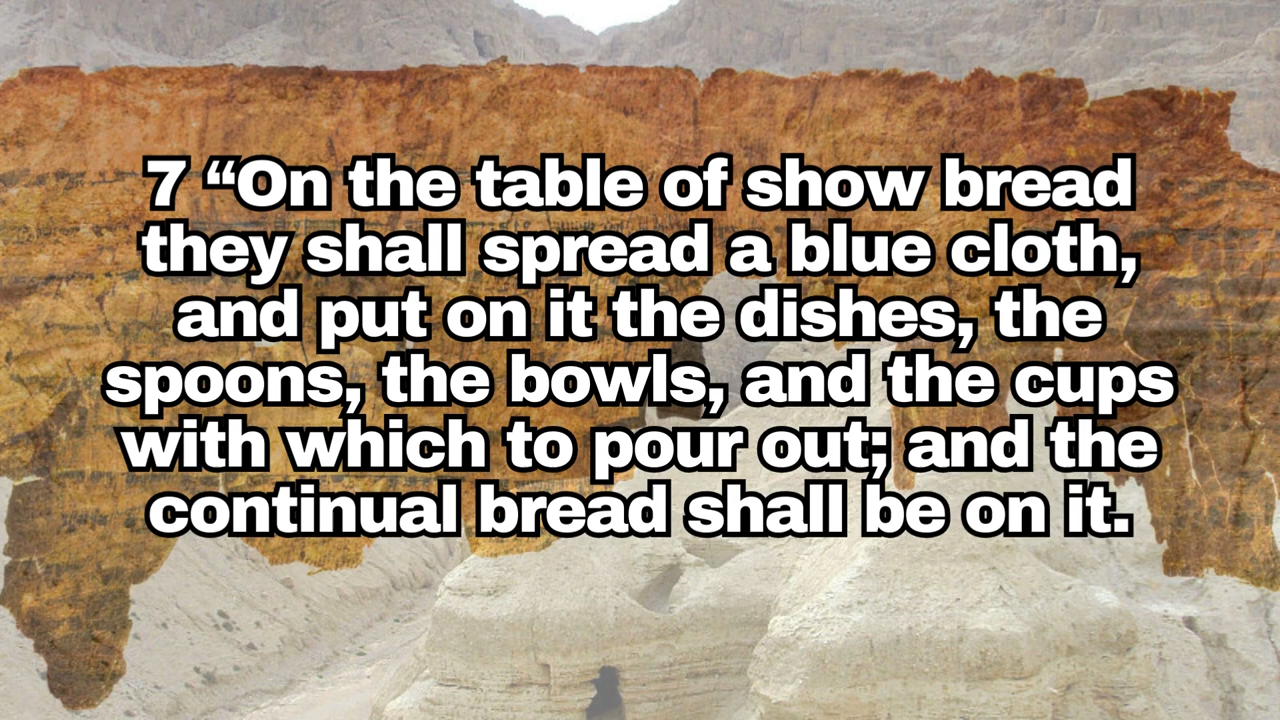 7 “On the table of show bread
they shall spread a blue cloth,
and put on it the dishes, the
spoons, the bowls, and the cups
with which to pour out; and the
continual bread shall be on it.